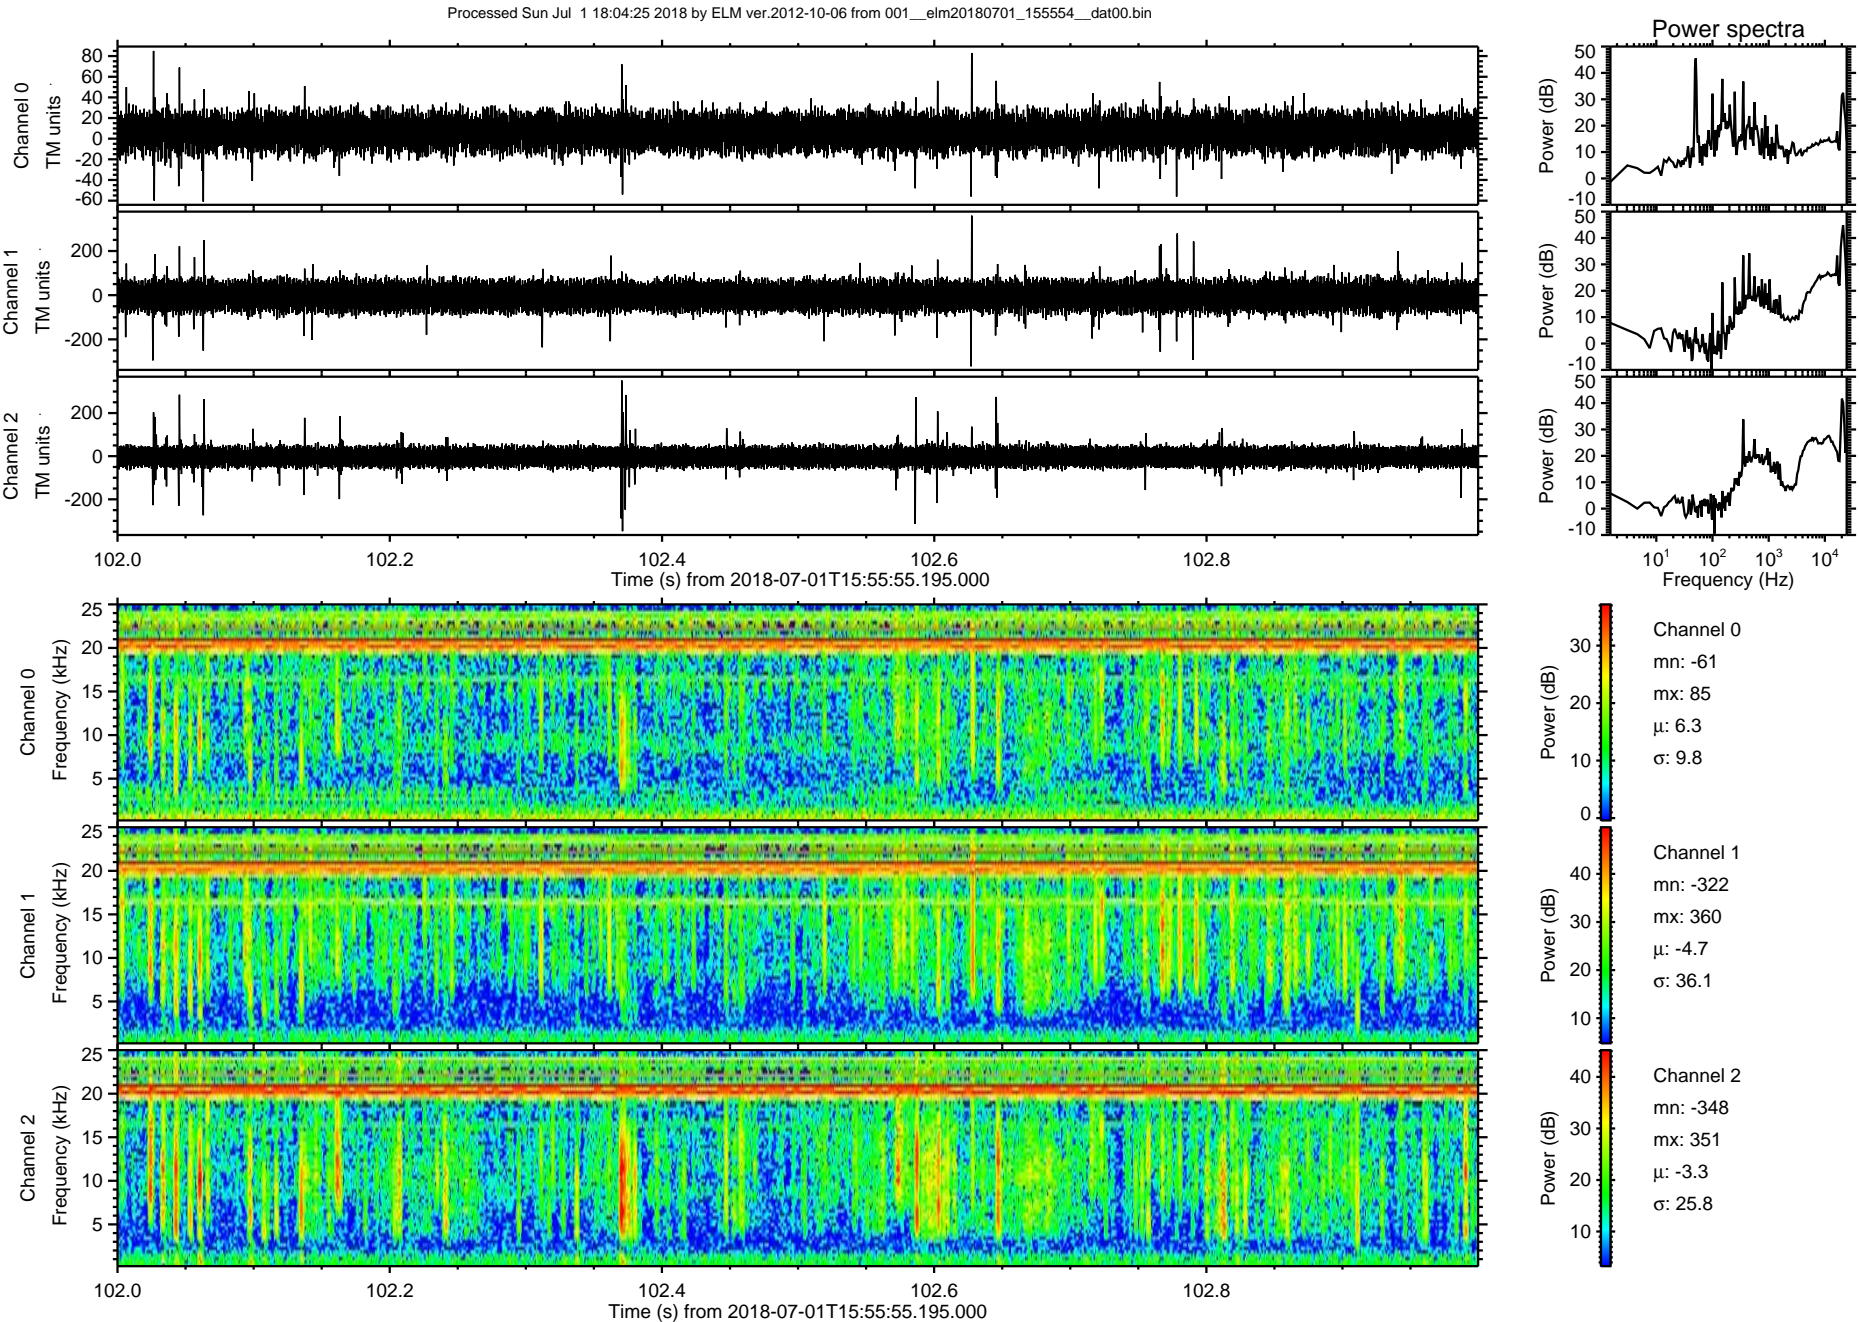 Processed Sun Jul  1 18:04:25 2018 by ELM ver.2012-10-06 from 001__elm20180701_155554__dat00.bin
Power spectra
Channel 0
TM units
80
60
40
20
0
-20
-40
-60
Power (dB)
50
40
30
20
10
0
-10
Channel 1
TM units
200
0
-200
Power (dB)
50
40
30
20
10
0
-10
Channel 2
TM units
200
0
-200
Power (dB)
50
40
30
20
10
0
-10
102.0 102.2 102.4 102.6 102.8
Time (s) from 2018-07-01T15:55:55.195.000
10¹ 10² 10³ 10⁴
Frequency (Hz)
Channel 0
Frequency (kHz)
25
20
15
10
5
Power (dB)
30
20
10
0
Channel 0
mn: -61
mx: 85
μ: 6.3
σ: 9.8
Channel 1
Frequency (kHz)
25
20
15
10
5
Power (dB)
40
30
20
10
Channel 1
mn: -322
mx: 360
μ: -4.7
σ: 36.1
Channel 2
Frequency (kHz)
25
20
15
10
5
Power (dB)
40
30
20
10
Channel 2
mn: -348
mx: 351
μ: -3.3
σ: 25.8
102.0 102.2 102.4 102.6 102.8
Time (s) from 2018-07-01T15:55:55.195.000